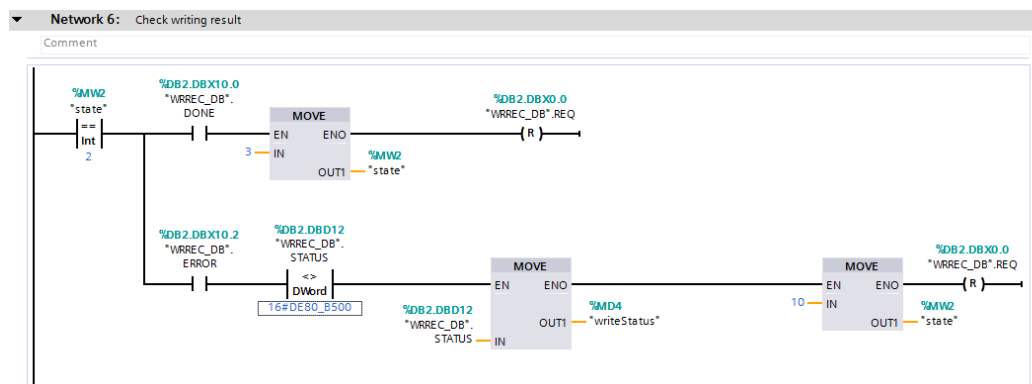 Network 6: Check writing result
Comment
%MW2
"state"
==
Int
2
%DB2.DBX10.0
"WRREC_DB".
DONE
MOVE
EN ENO
3 IN
OUT1
%MW2
"state"
%DB2.DBX0.0
"WRREC_DB".REQ
R
%DB2.DBX10.2
"WRREC_DB".
ERROR
%DB2.DBD12
"WRREC_DB".
STATUS
<>
DWord
16#DE80_B500
MOVE
EN ENO
%DB2.DBD12
"WRREC_DB".
STATUS IN
OUT1
%MD4
"writeStatus"
MOVE
EN ENO
10 IN
OUT1
%MW2
"state"
%DB2.DBX0.0
"WRREC_DB".REQ
R